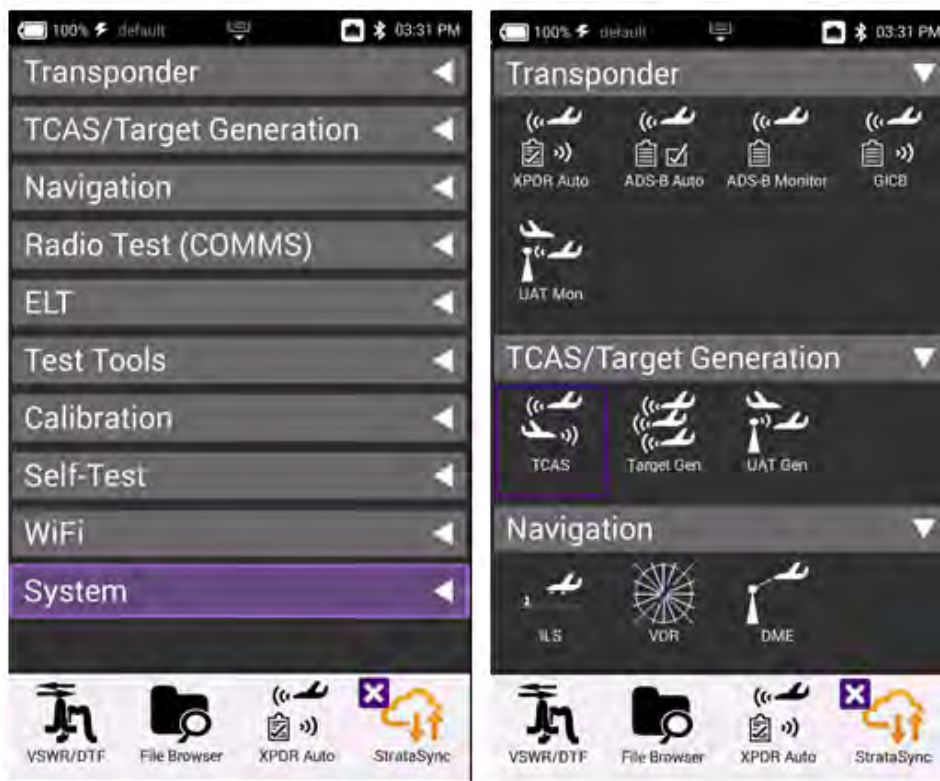 100% default 03:31 PM
Transponder
TCAS/Target Generation
Navigation
Radio Test (COMMS)
ELT
Test Tools
Calibration
Self-Test
WiFi
System
VSWR/DTF File Browser XPDR Auto StrataSync
100% default 03:31 PM
Transponder
XPDR Auto ADS-B Auto ADS-B Monitor GICB
UAT Mon
TCAS/Target Generation
TCAS Target Gen UAT Gen
Navigation
ILS VOR DME
VSWR/DTF File Browser XPDR Auto StrataSync